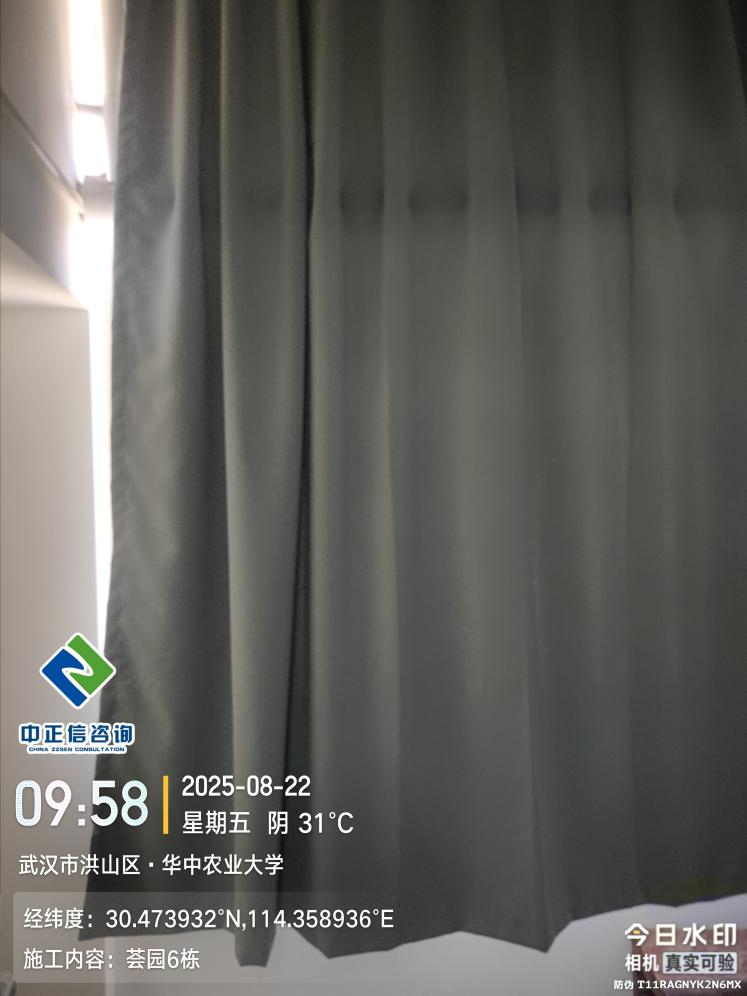 中正信咨询
CHINA ZZSEN CONSULTATION
09:58
2025-08-22
星期五 阴 31℃
武汉市洪山区·华中农业大学
经纬度：30.473932°N,114.358936°E
施工内容：荟园6栋
今日水印
相机 真实可验
防伪 T11RAGNYK2N6MX